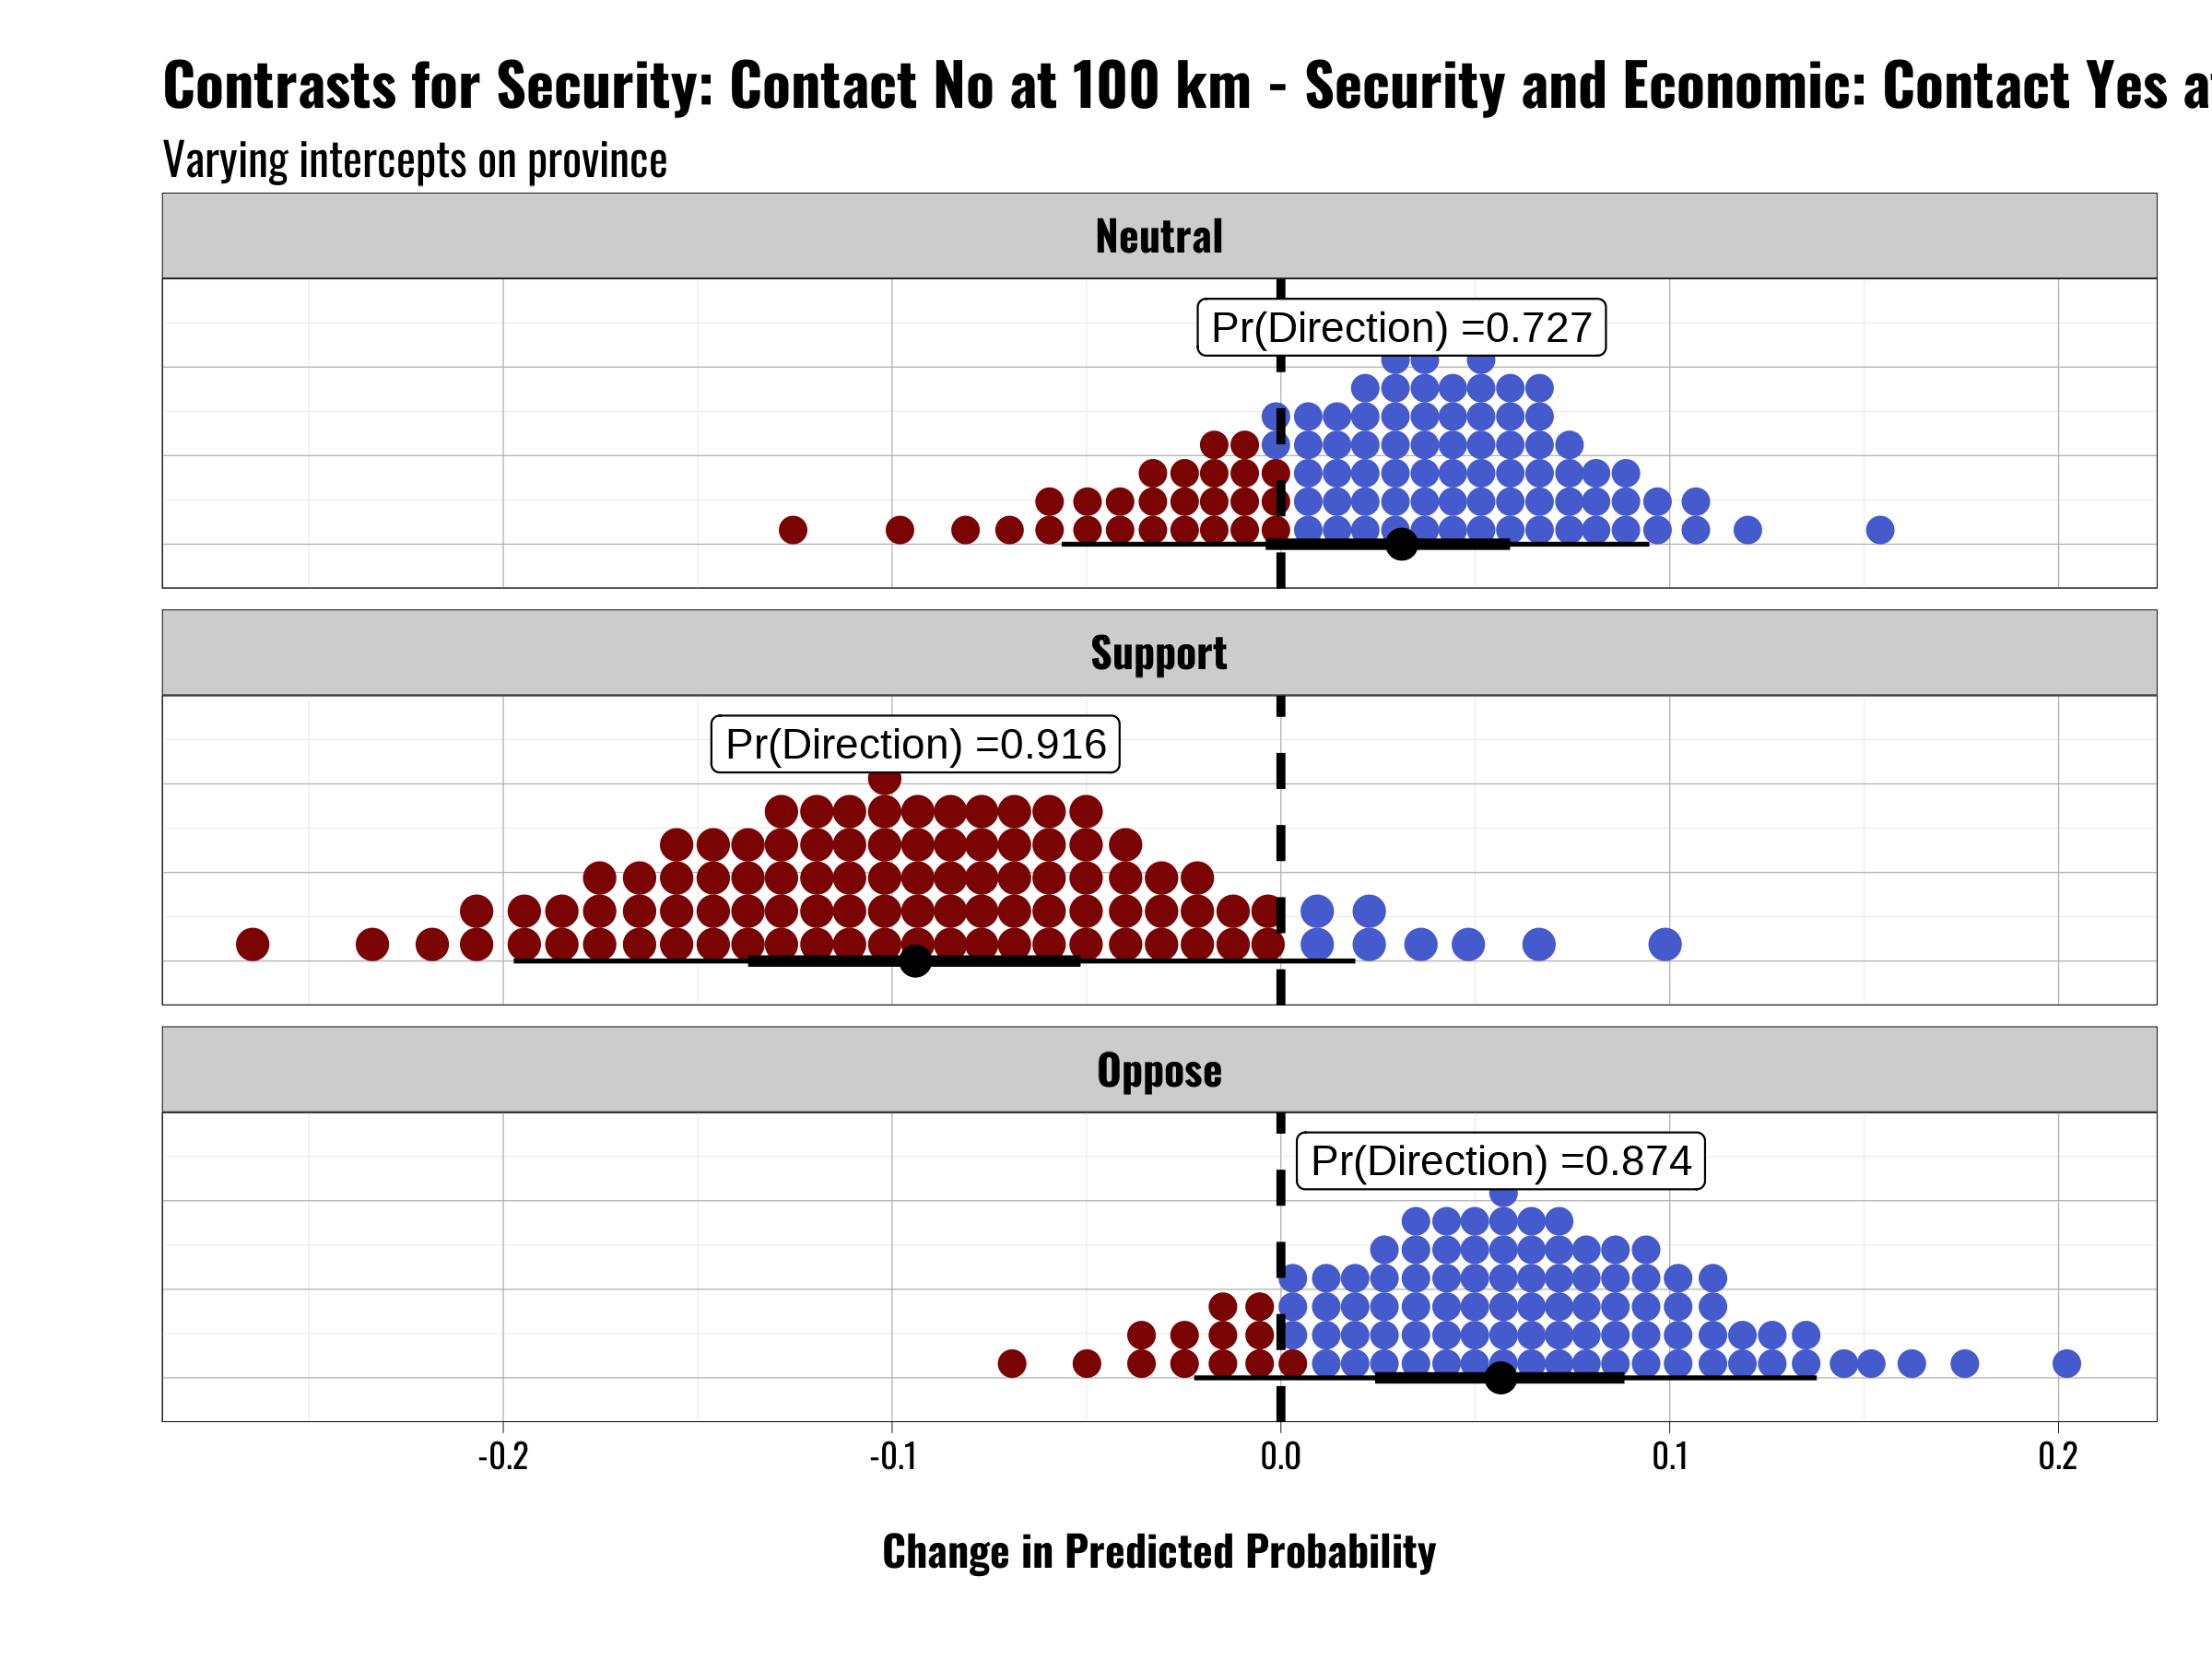 Contrasts for Security: Contact No at 100 km - Security and Economic: Contact Yes at
Varying intercepts on province
Neutral
Pr(Direction) =0.727
Support
Pr(Direction) =0.916
Oppose
Pr(Direction) =0.874
-0.2 -0.1 0.0 0.1 0.2
Change in Predicted Probability